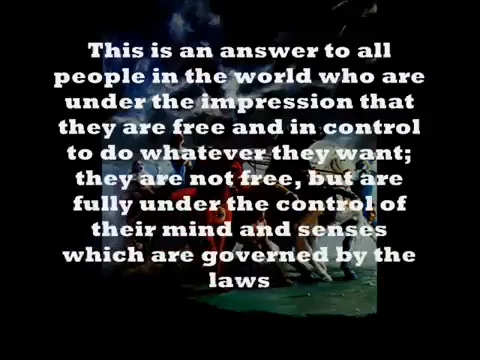 This is an answer to all
people in the world who are
under the impression that
they are free and in control
to do whatever they want;
they are not free, but are
fully under the control of
their mind and senses
which are governed by the
laws